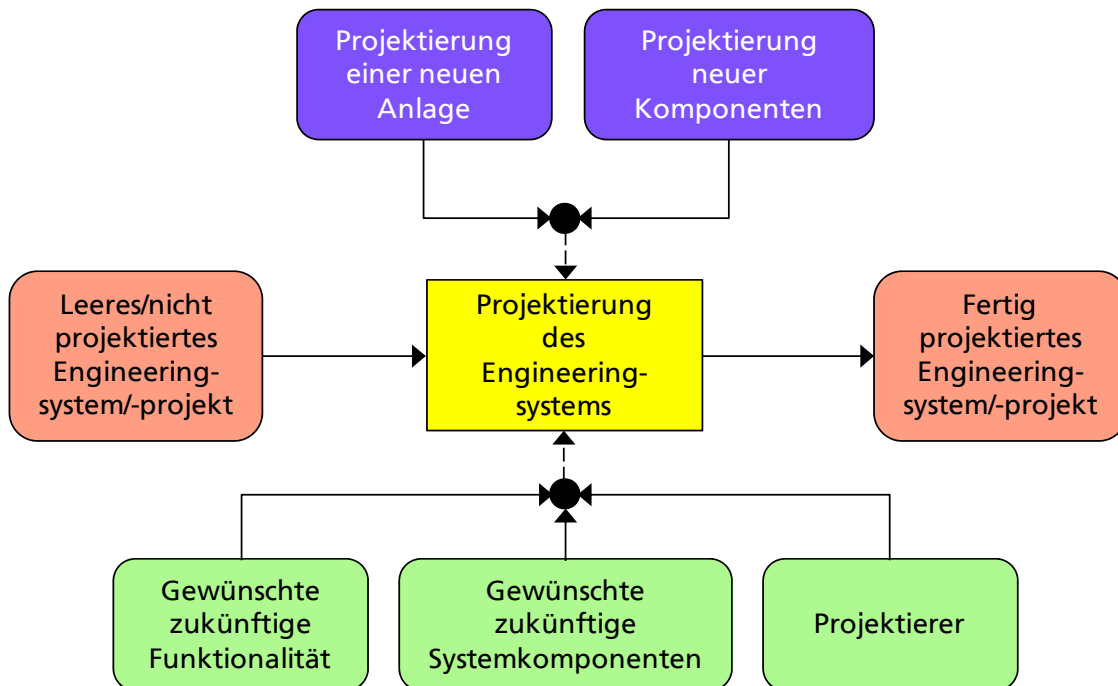 Projektierung
einer neuen
Anlage
Projektierung
neuer
Komponenten
Leeres/nicht
projektiertes
Engineering-
system/-projekt
Projektierung
des
Engineering-
systems
Fertig
projektiertes
Engineering-
system/-projekt
Gewünschte
zukünftige
Funktionalität
Gewünschte
zukünftige
Systemkomponenten
Projektierer